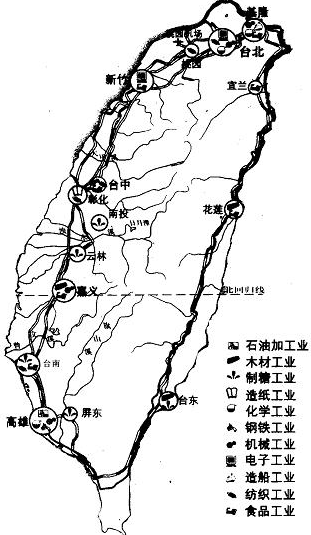 基隆
台北
桃园
新竹
宜兰
台中
彰化
南投
花莲
云林
嘉义
北回归线
台南
高雄
屏东
台东
石油加工业
木材工业
制糖工业
造纸工业
化学工业
钢铁工业
机械工业
电子工业
造船工业
纺织工业
食品工业